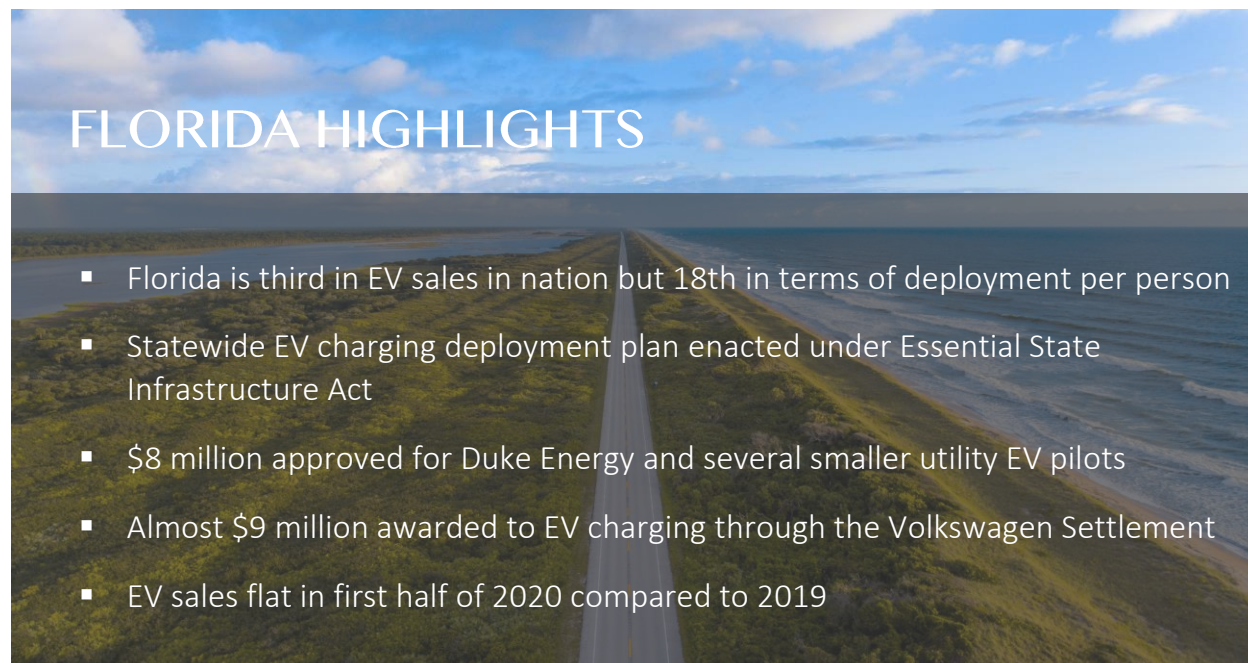 FLORIDA HIGHLIGHTS
▪ Florida is third in EV sales in nation but 18th in terms of deployment per person
▪ Statewide EV charging deployment plan enacted under Essential State
Infrastructure Act
▪ $8 million approved for Duke Energy and several smaller utility EV pilots
▪ Almost $9 million awarded to EV charging through the Volkswagen Settlement
▪ EV sales flat in first half of 2020 compared to 2019